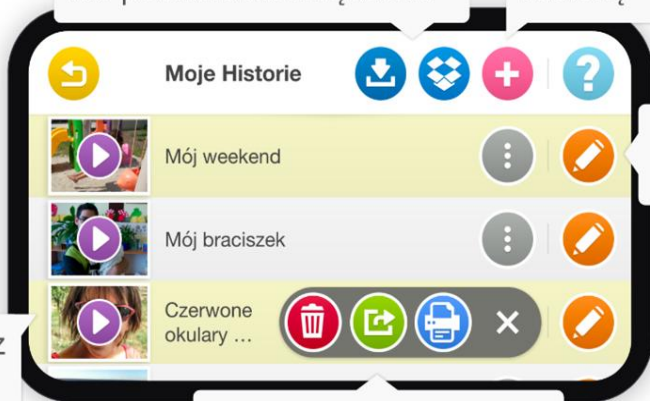 Moje Historie
Mój weekend
Mój braciszek
Czerwone
okulary ...